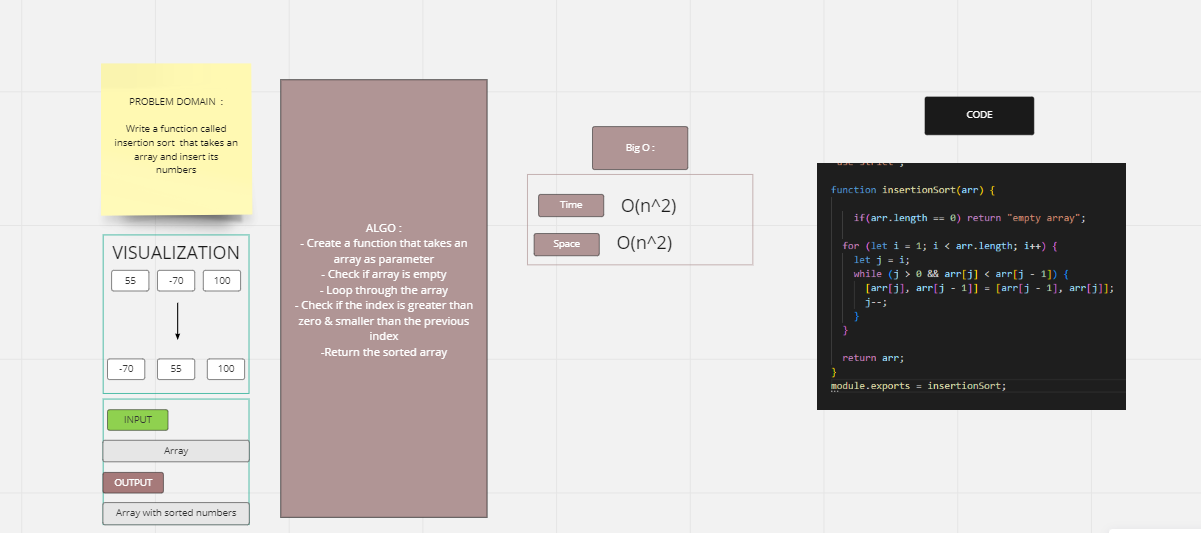 PROBLEM DOMAIN :
Write a function called
insertion sort that takes an
array and insert its
numbers
VISUALIZATION
55 -70 100
-70 55 100
INPUT
Array
OUTPUT
Array with sorted numbers
ALGO :
- Create a function that takes an
array as parameter
- Check if array is empty
- Loop through the array
- Check if the index is greater than
zero & smaller than the previous
index
-Return the sorted array
Big O :
Time O(n^2)
Space O(n^2)
CODE
function insertionSort(arr) {
if(arr.length == 0) return "empty array";
for (let i = 1; i < arr.length; i++) {
let j = i;
while (j > 0 && arr[j] < arr[j - 1]) {
[arr[j], arr[j - 1]] = [arr[j - 1], arr[j]];
j--;
}
}
return arr;
}
module.exports = insertionSort;